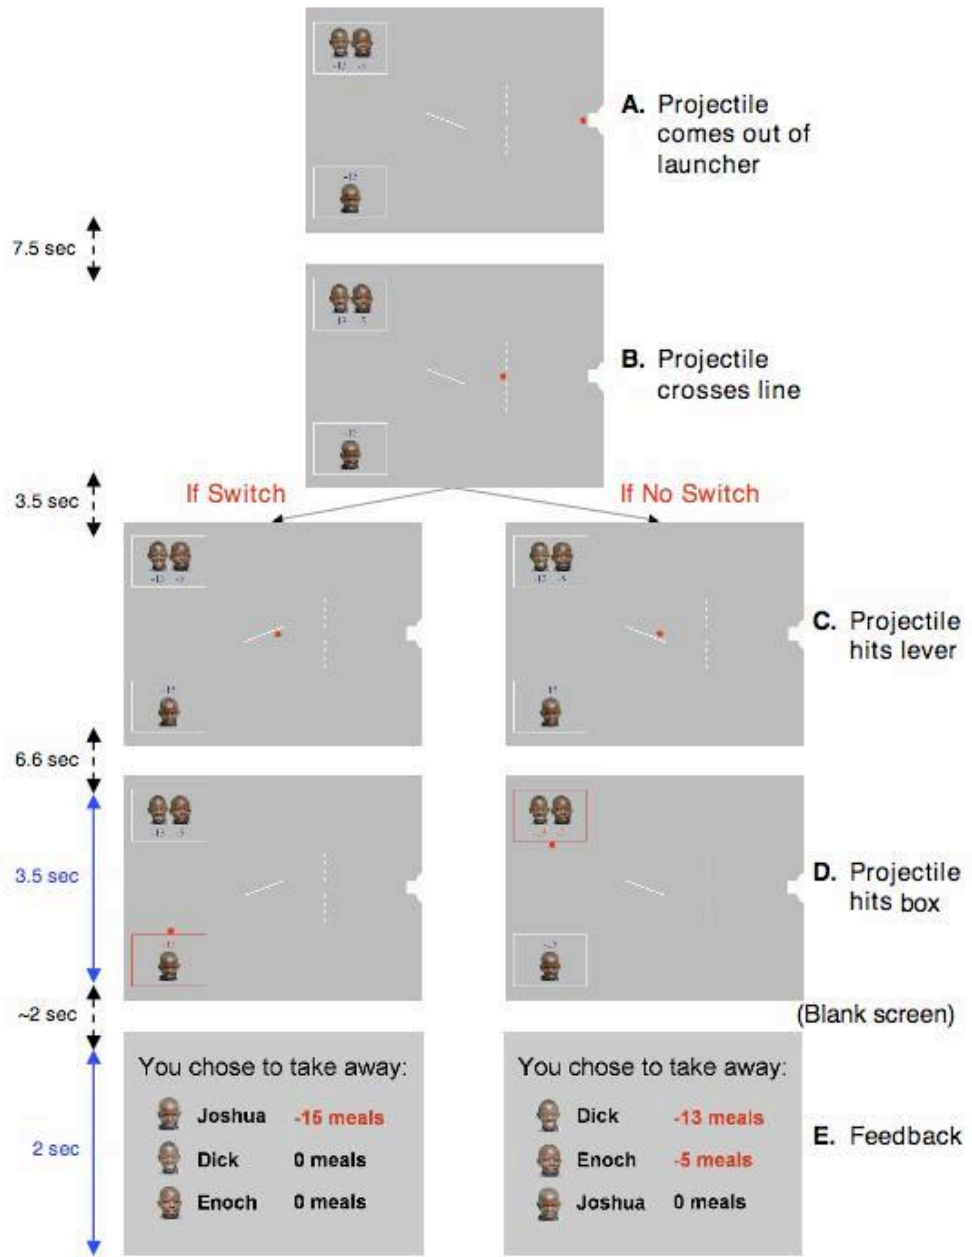 A. Projectile
comes out of
launcher
7.5 sec
B. Projectile
crosses line
3.5 sec
If Switch
If No Switch
-13 -5
C. Projectile
hits lever
6.6 sec
3.5 sec
D. Projectile
hits box
~2 sec
(Blank screen)
You chose to take away:
Joshua -15 meals
Dick 0 meals
Enoch 0 meals
You chose to take away:
Dick -13 meals
Enoch -5 meals
Joshua 0 meals
2 sec
E. Feedback